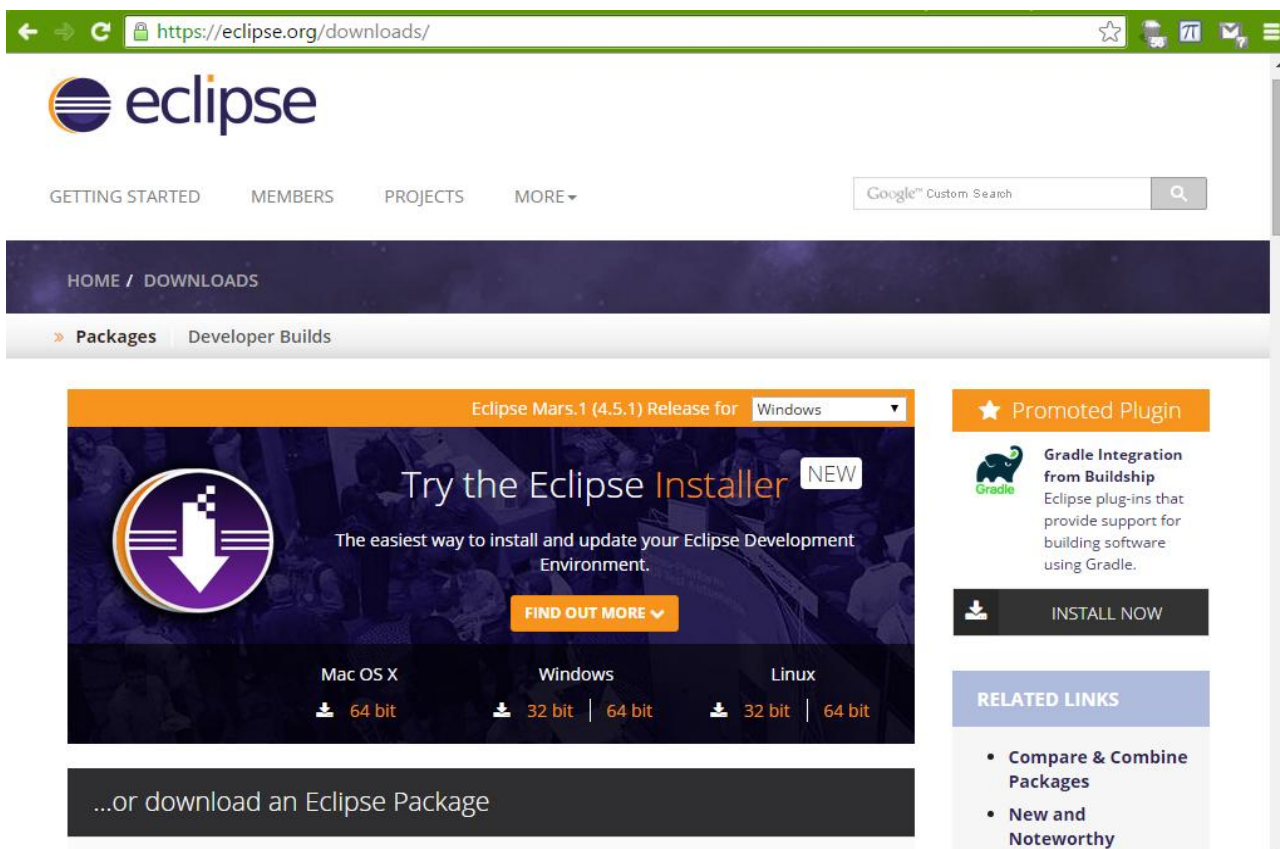 https://eclipse.org/downloads/
56
?
eclipse
GETTING STARTED MEMBERS PROJECTS MORE
Google™ Custom Search
HOME / DOWNLOADS
» Packages Developer Builds
Eclipse Mars.1 (4.5.1) Release for Windows
Try the Eclipse Installer NEW
The easiest way to install and update your Eclipse Development
Environment.
FIND OUT MORE
Mac OS X Windows Linux
64 bit 32 bit | 64 bit 32 bit | 64 bit
...or download an Eclipse Package
Promoted Plugin
Gradle
Gradle Integration
from Buildship
Eclipse plug-ins that
provide support for
building software
using Gradle.
INSTALL NOW
RELATED LINKS
• Compare & Combine
Packages
• New and
Noteworthy